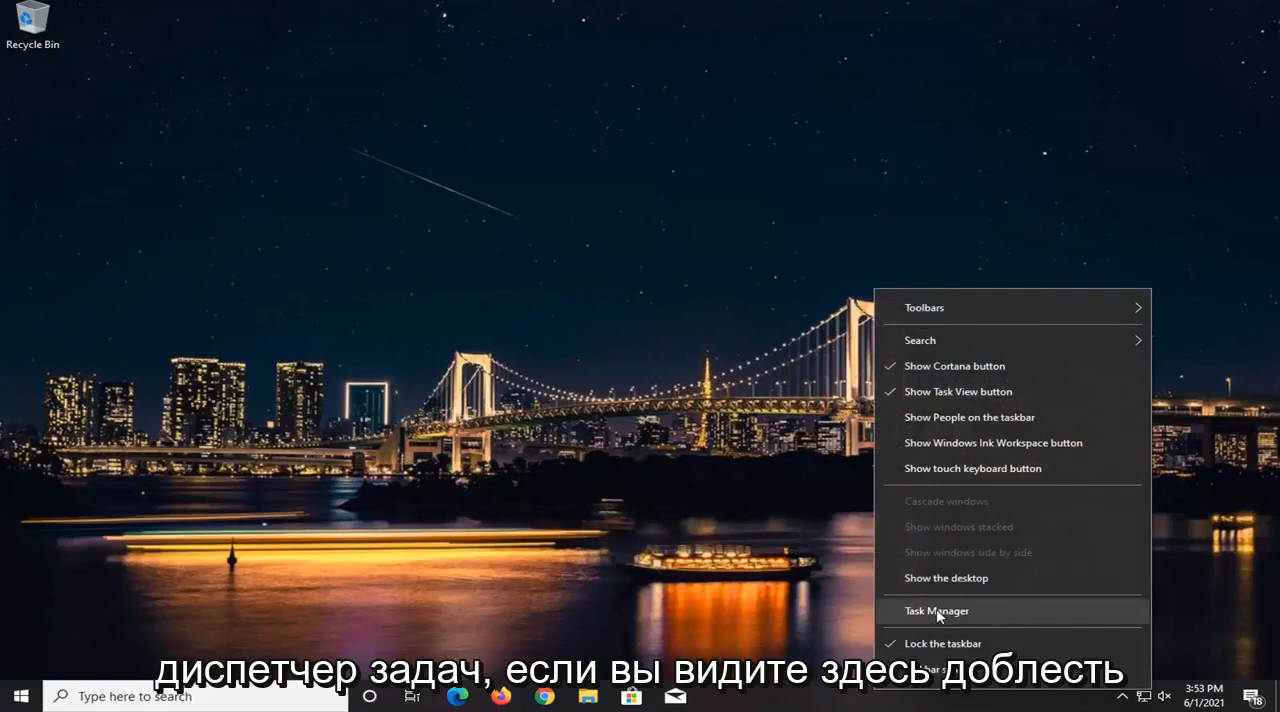 Recycle Bin
Toolbars
Search
Show Cortana button
Show Task View button
Show People on the taskbar
Show Windows Ink Workspace button
Show touch keyboard button
Cascade windows
Show windows stacked
Show windows side by side
Show the desktop
Task Manager
Lock the taskbar
диспетчер задач, если вы видите здесь доблесть
Type here to search
3:53 PM
6/1/2021
18